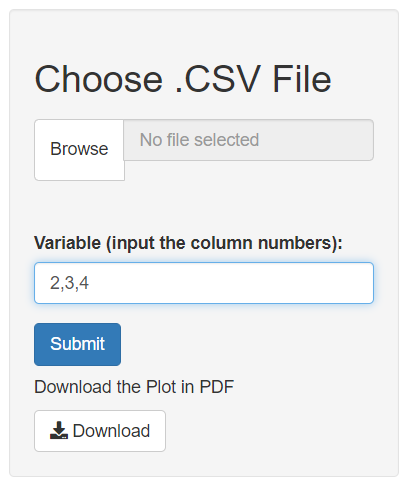 Choose .CSV File
Browse No file selected
Variable (input the column numbers):
2,3,4
Submit
Download the Plot in PDF
Download